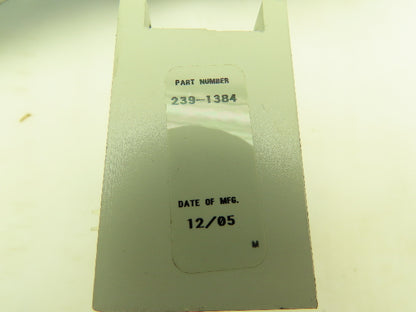 PART NUMBER
239-1384
DATE OF MFG.
12/05
M